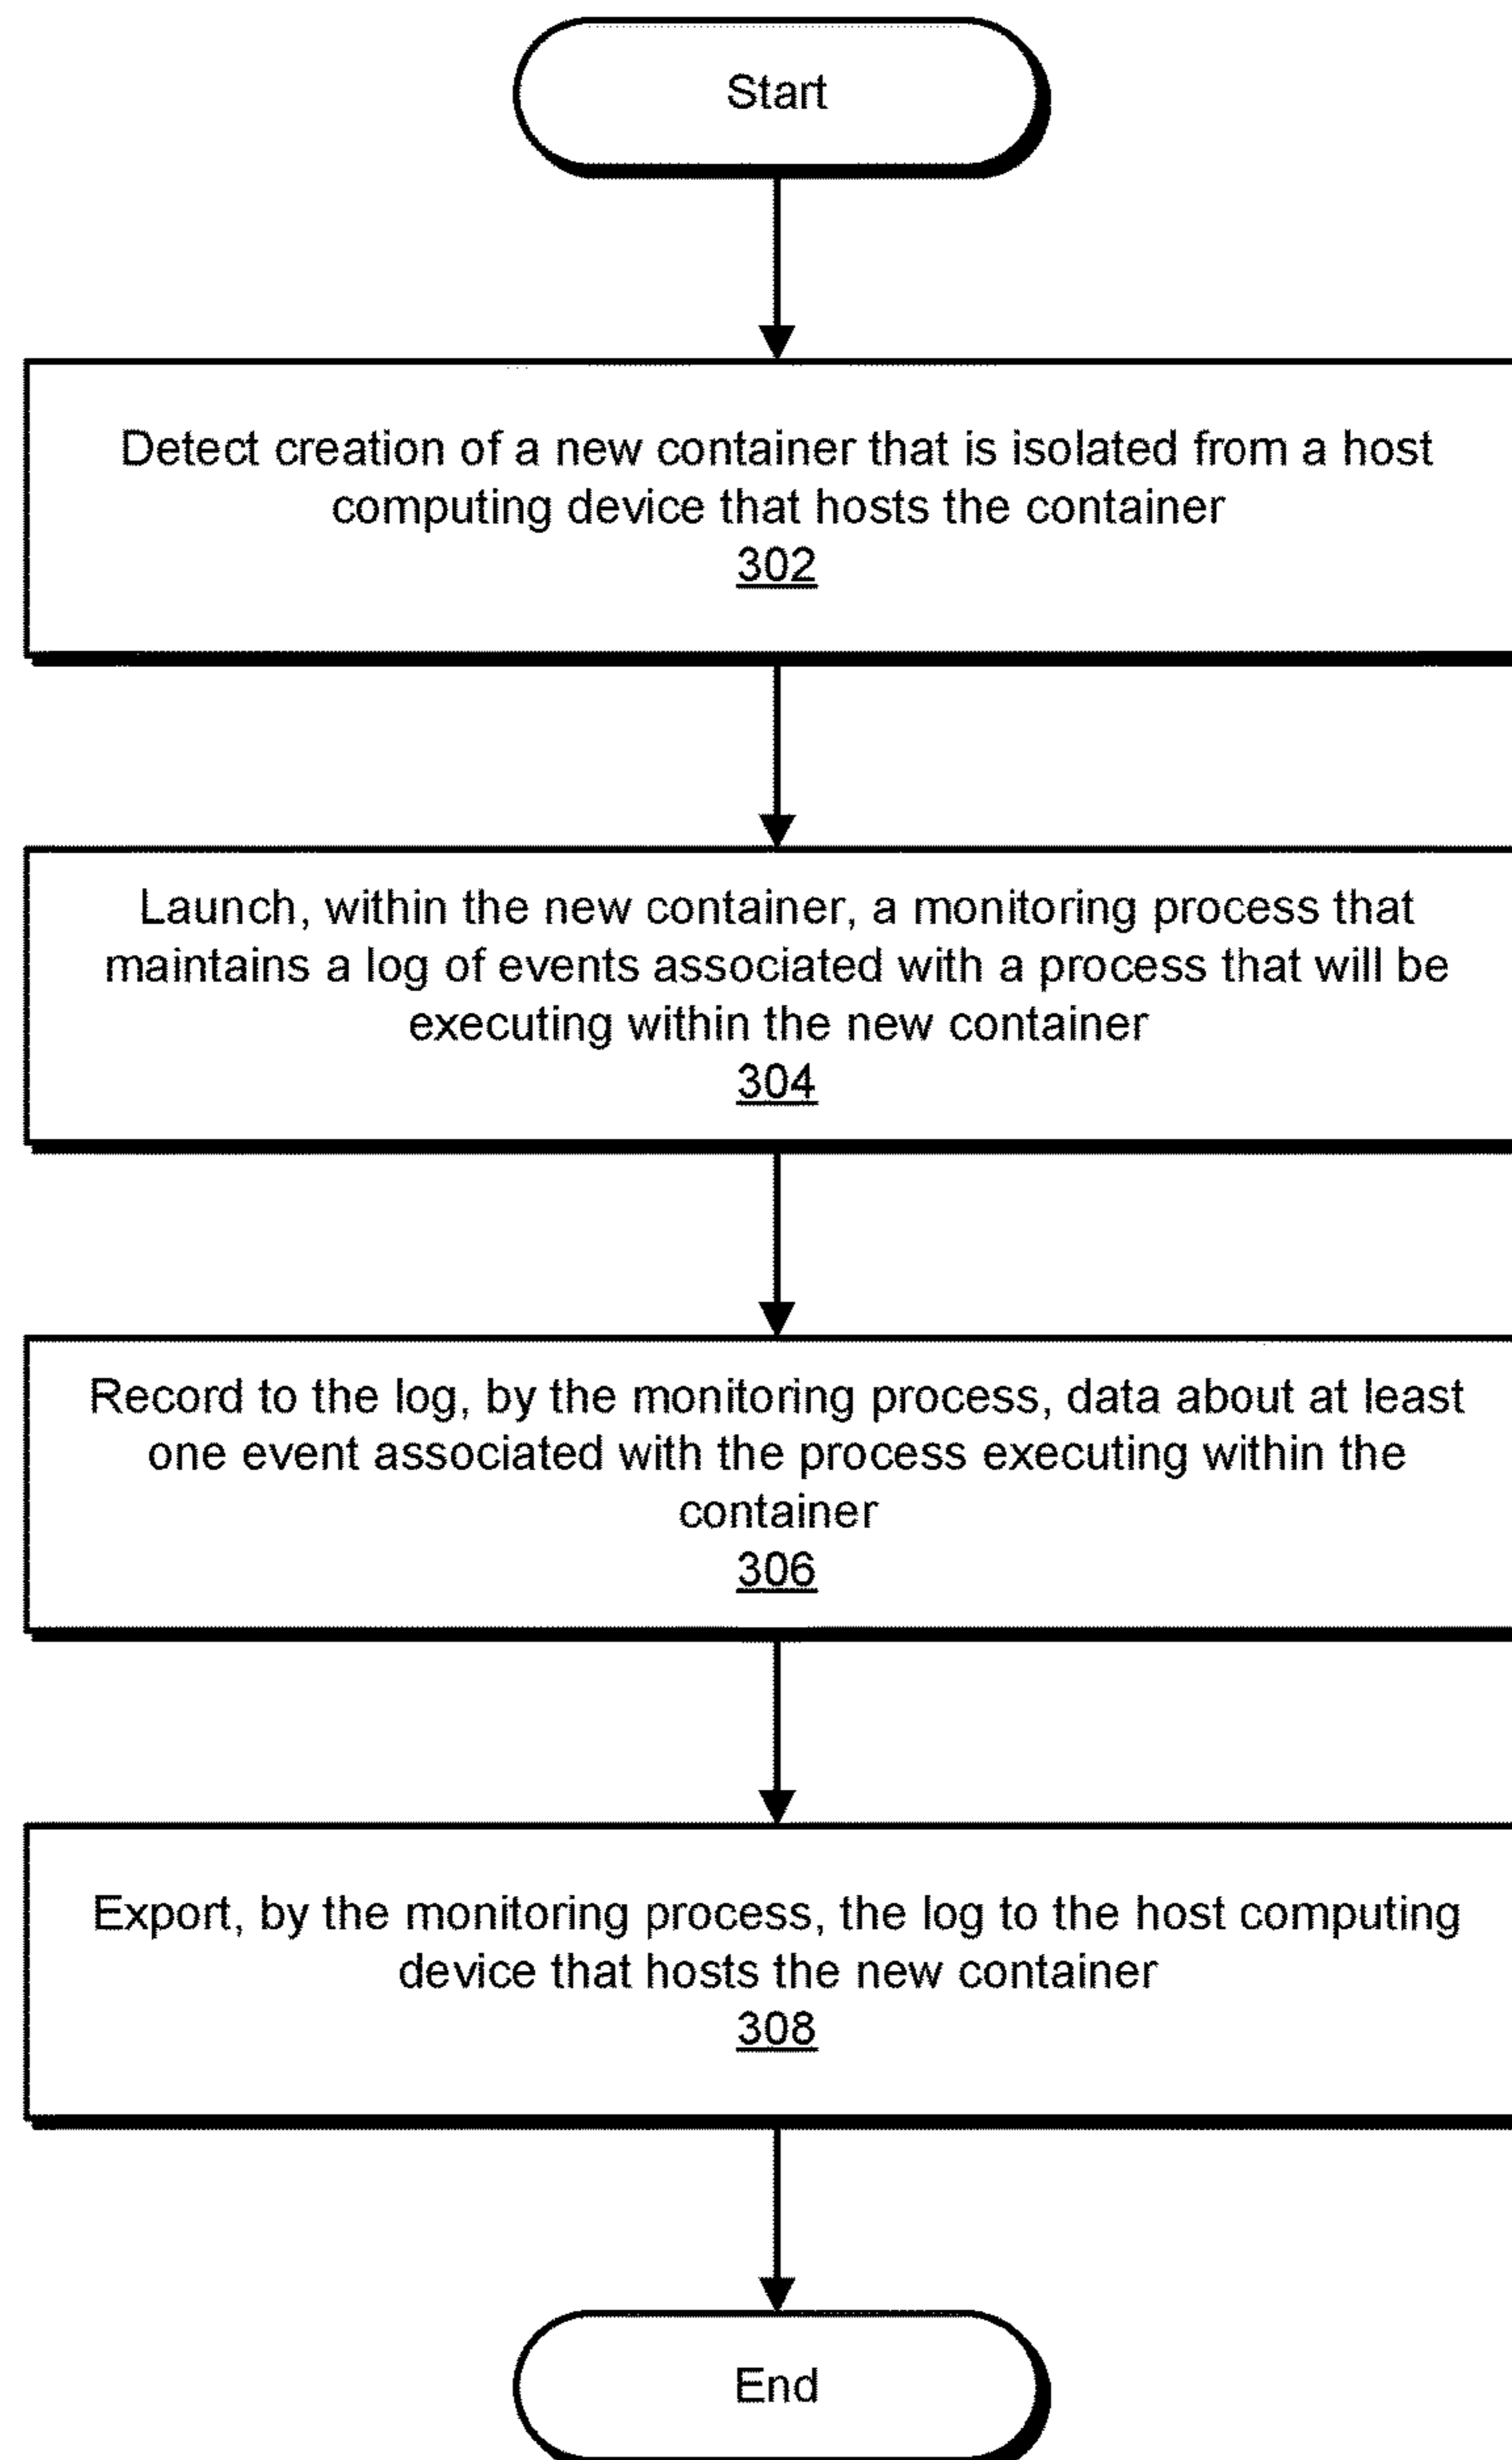 Start
Detect creation of a new container that is isolated from a host
computing device that hosts the container
302
Launch, within the new container, a monitoring process that
maintains a log of events associated with a process that will be
executing within the new container
304
Record to the log, by the monitoring process, data about at least
one event associated with the process executing within the
container
306
Export, by the monitoring process, the log to the host computing
device that hosts the new container
308
End